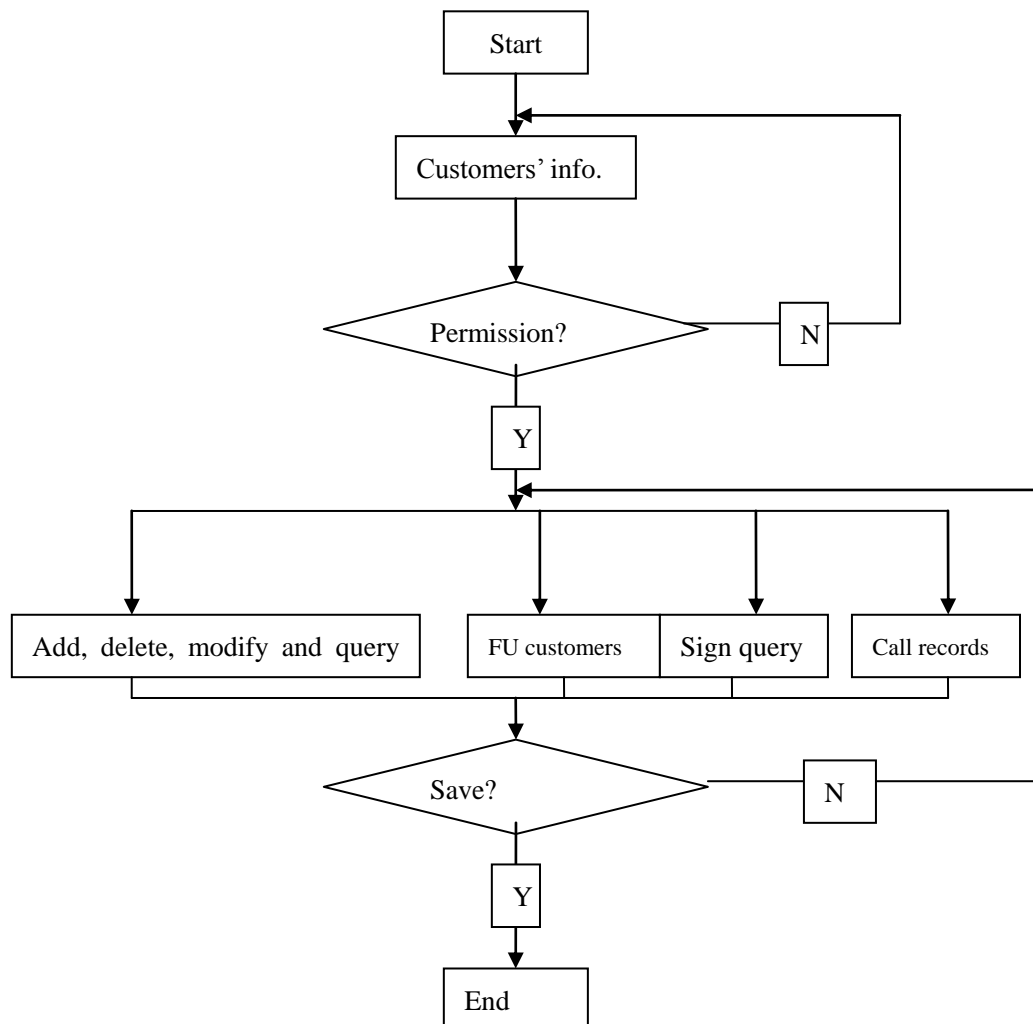 Start
Customers’ info.
Permission?
N
Y
Add, delete, modify and query
FU customers
Sign query
Call records
Save?
N
Y
End